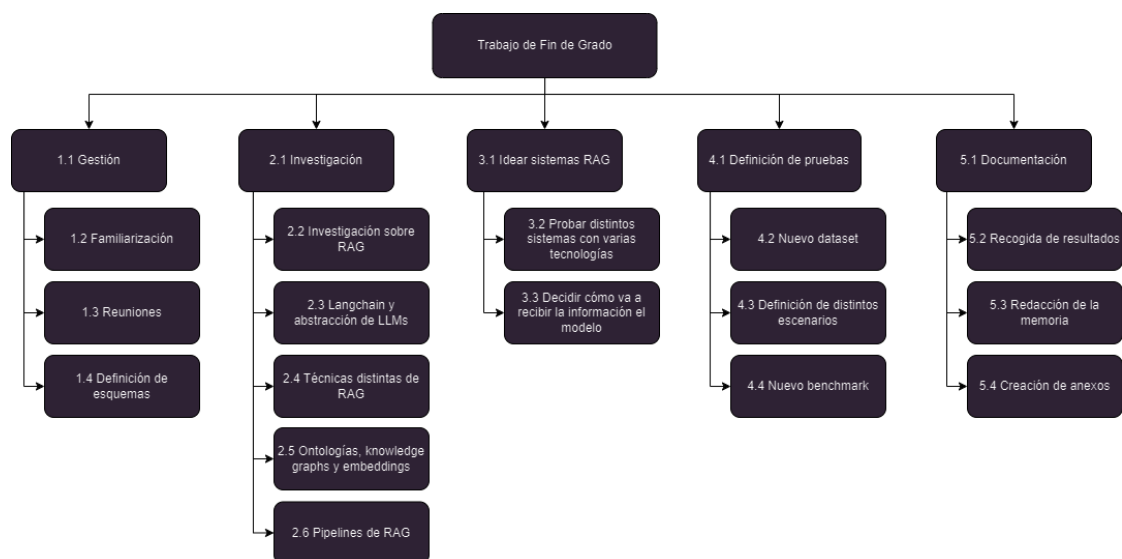 Trabajo de Fin de Grado
1.1 Gestión
2.1 Investigación
3.1 Idear sistemas RAG
4.1 Definición de pruebas
5.1 Documentación
1.2 Familiarización
1.3 Reuniones
1.4 Definición de
esquemas
2.2 Investigación sobre
RAG
2.3 Langchain y
abstracción de LLMs
2.4 Técnicas distintas de
RAG
2.5 Ontologías, knowledge
graphs y embeddings
2.6 Pipelines de RAG
3.2 Probar distintos
sistemas con varias
tecnologías
3.3 Decidir cómo va a
recibir la información el
modelo
4.2 Nuevo dataset
4.3 Definición de distintos
escenarios
4.4 Nuevo benchmark
5.2 Recogida de resultados
5.3 Redacción de la
memoria
5.4 Creación de anexos